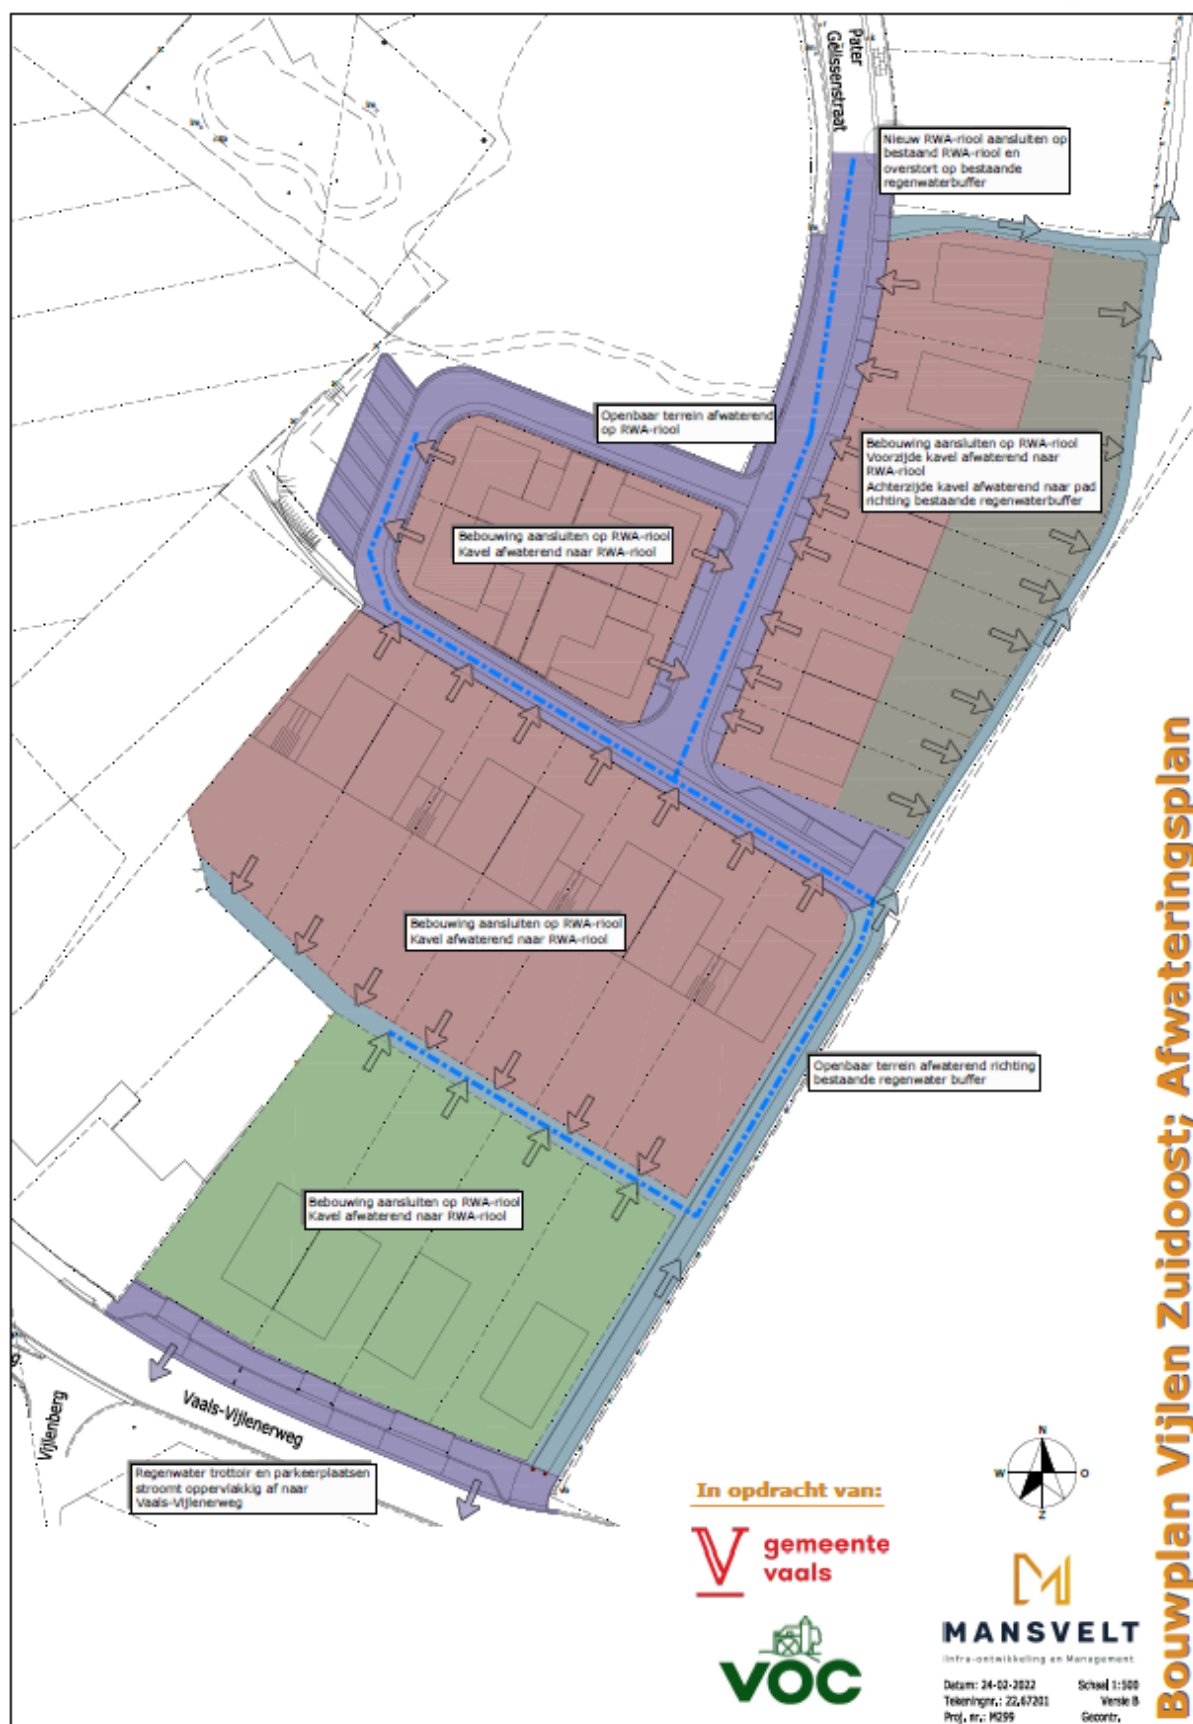 Pater
Gelissenstraat
Nieuw RWA-riool aansluiten op
bestaand RWA-riool en
overstort op bestaande
regenwaterbuffer
Openbaar terrein afwaterend
op RWA-riool
Bebouwing aansluiten op RWA-riool
Voorzijde kavel afwaterend naar
RWA-riool
Achterzijde kavel afwaterend naar pad
richting bestaande regenwaterbuffer
Bebouwing aansluiten op RWA-riool
Kavel afwaterend naar RWA-riool
Bebouwing aansluiten op RWA-riool
Kavel afwaterend naar RWA-riool
Openbaar terrein afwaterend richting
bestaande regenwater buffer
Bebouwing aansluiten op RWA-riool
Kavel afwaterend naar RWA-riool
Vijlenberg
Vaals-Vijlenerweg
Regenwater trottoir en parkeerplaatsen
stroomt oppervlakkig af naar
Vaals-Vijlenerweg
Bouwplan Vijlen Zuidoost; Afwateringsplan
N
W O
Z
In opdracht van:
gemeente
vaals
VOC
MANSVELT
Infra-ontwikkeling en Management
Datum: 24-02-2022 Schaal 1:500
Tekeningnr.: 22.67201 Versie B
Proj. nr.: M299 Gecontr.